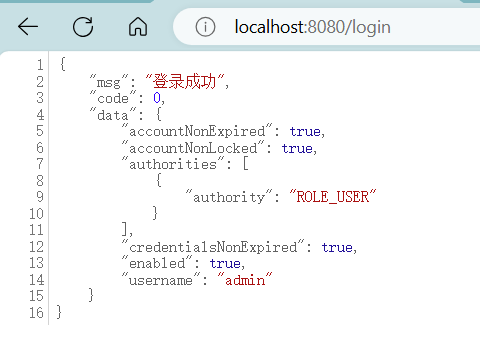 localhost:8080/login
1 {
2 "msg": "登录成功",
3 "code": 0,
4 "data": {
5 "accountNonExpired": true,
6 "accountNonLocked": true,
7 "authorities": [
8 {
9 "authority": "ROLE_USER"
10 }
11 ],
12 "credentialsNonExpired": true,
13 "enabled": true,
14 "username": "admin"
15 }
16 }